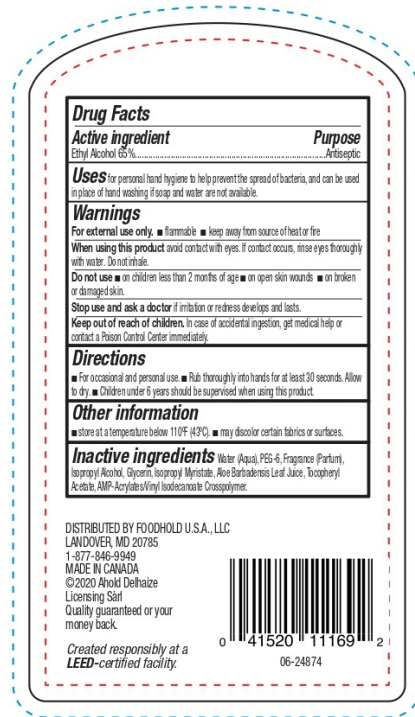 Drug Facts
Active ingredient Purpose
Ethyl Alcohol 65%..........................................................................Antiseptic
Uses for personal hand hygiene to help prevent the spread of bacteria, and can be used
in place of hand washing if soap and water are not available.
Warnings
For external use only. ■ flammable ■ keep away from source of heat or fire
When using this product avoid contact with eyes. If contact occurs, rinse eyes thoroughly
with water. Do not inhale.
Do not use ■ on children less than 2 months of age ■ on open skin wounds ■ on broken
or damaged skin.
Stop use and ask a doctor if irritation or redness develops and lasts.
Keep out of reach of children. In case of accidental ingestion, get medical help or
contact a Poison Control Center immediately.
Directions
■ For occasional and personal use. ■ Rub thoroughly into hands for at least 30 seconds. Allow
to dry. ■ Children under 6 years should be supervised when using this product.
Other information
■ store at a temperature below 110ºF (43ºC). ■ may discolor certain fabrics or surfaces.
Inactive ingredients Water (Aqua), PEG-6, Fragrance (Parfum),
Isopropyl Alcohol, Glycerin, Isopropyl Myristate, Aloe Barbadensis Leaf Juice, Tocopheryl
Acetate, AMP-Acrylates/Vinyl Isodecanoate Crosspolymer.
DISTRIBUTED BY FOODHOLD U.S.A., LLC
LANDOVER, MD 20785
1-877-846-9949
MADE IN CANADA
©2020 Ahold Delhaize
Licensing Sàrl
Quality guaranteed or your
money back.
Created responsibly at a
LEED-certified facility.
0 41520 11169 2
06-24874